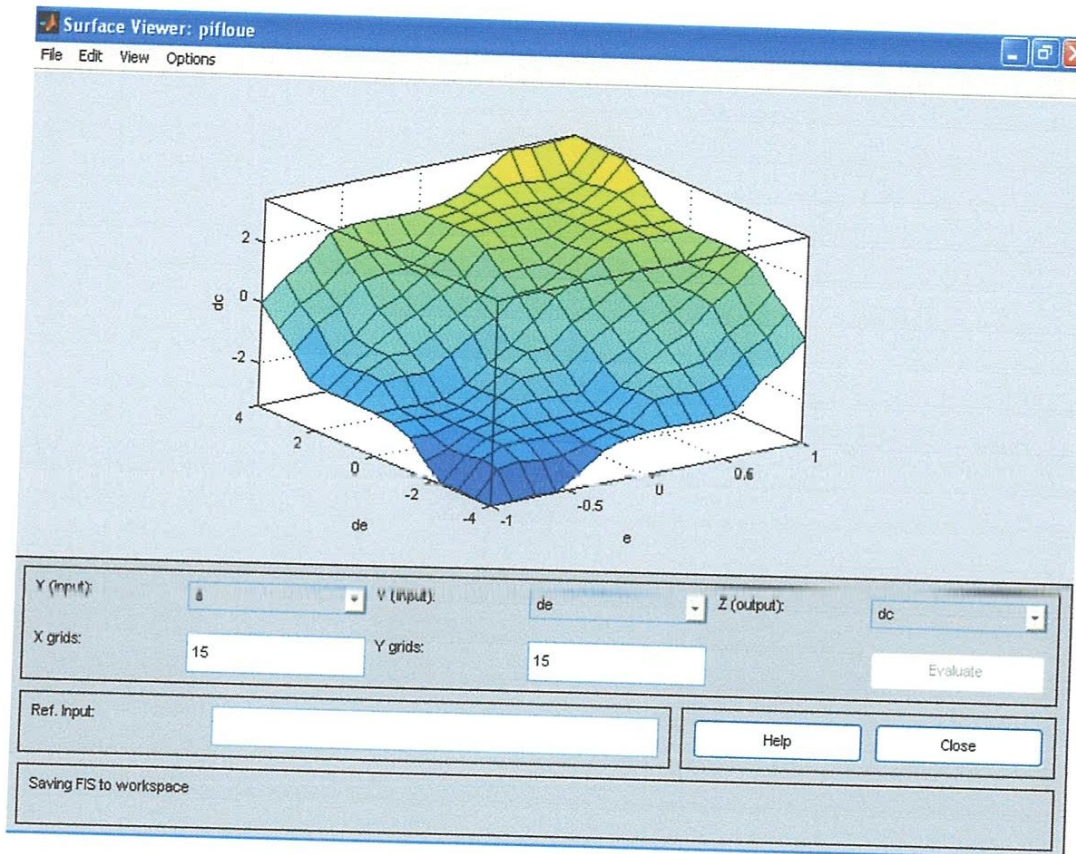 Surface Viewer: pifloue
File Edit View Options
dc
2
0
-2
4
2
0
-2
-4
de
-1
-0.5
0
0.6
1
e
(input): (input): de Z (output): dc
X grids: 15 Y grids: 15 Evaluate
Ref. Input: Help Close
Saving FIS to workspace